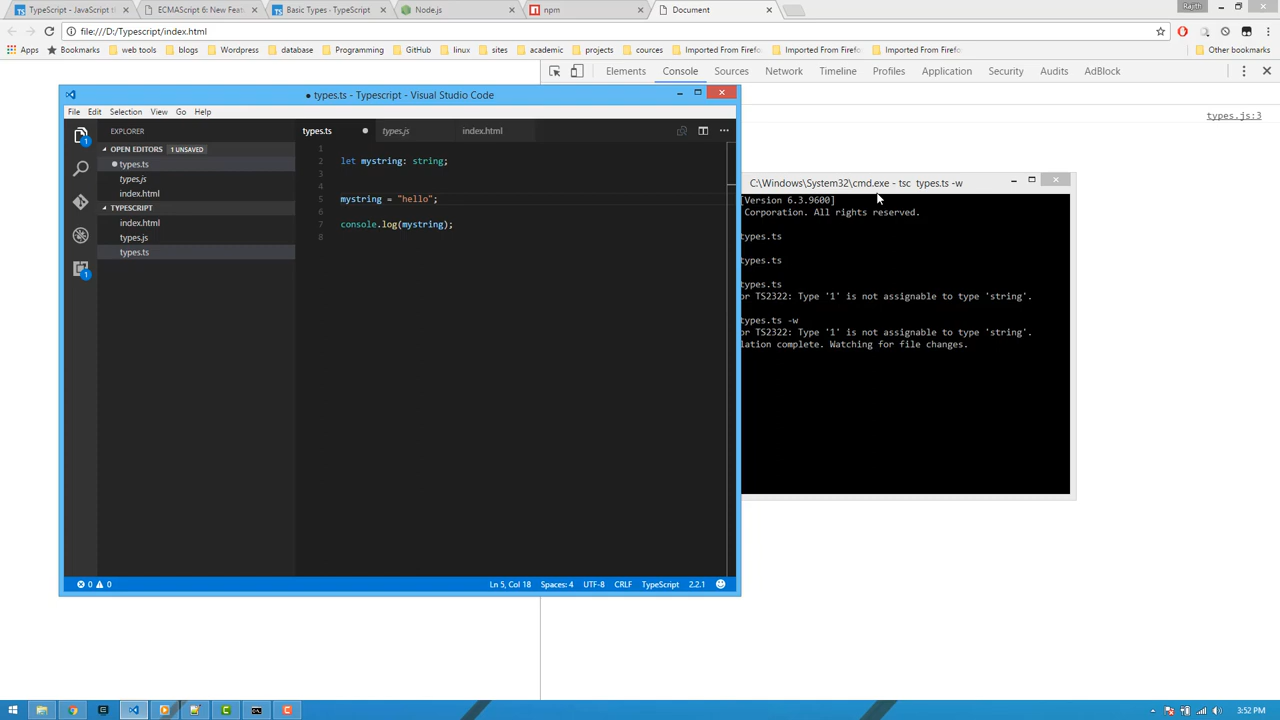 TypeScript - JavaScript th
ECMAScript 6: New Featu
Basic Types · TypeScript
Node.js
npm
Document
Rajith
file:///D:/Typescript/index.html
Apps
Bookmarks
web tools
blogs
Wordpress
database
Programming
GitHub
linux
sites
academic
projects
cources
Imported From Firefo
Imported From Firefo
Imported From Firefo
Other bookmarks
Elements
Console
Sources
Network
Timeline
Profiles
Application
Security
Audits
AdBlock
types.js:3
● types.ts - Typescript - Visual Studio Code
File Edit Selection View Go Help
EXPLORER
OPEN EDITORS 1 UNSAVED
types.ts
types.js
index.html
TYPESCRIPT
index.html
types.js
types.ts
1
1
types.ts
types.js
index.html
1
2 let mystring: string;
3
4
5 mystring = "hello";
6
7 console.log(mystring);
8
0 0
Ln 5, Col 18
Spaces: 4
UTF-8
CRLF
TypeScript
2.2.1
C:\Windows\System32\cmd.exe - tsc types.ts -w
[Version 6.3.9600]
Corporation. All rights reserved.
types.ts
types.ts
types.ts
or TS2322: Type '1' is not assignable to type 'string'.
types.ts -w
or TS2322: Type '1' is not assignable to type 'string'.
lation complete. Watching for file changes.
3:52 PM